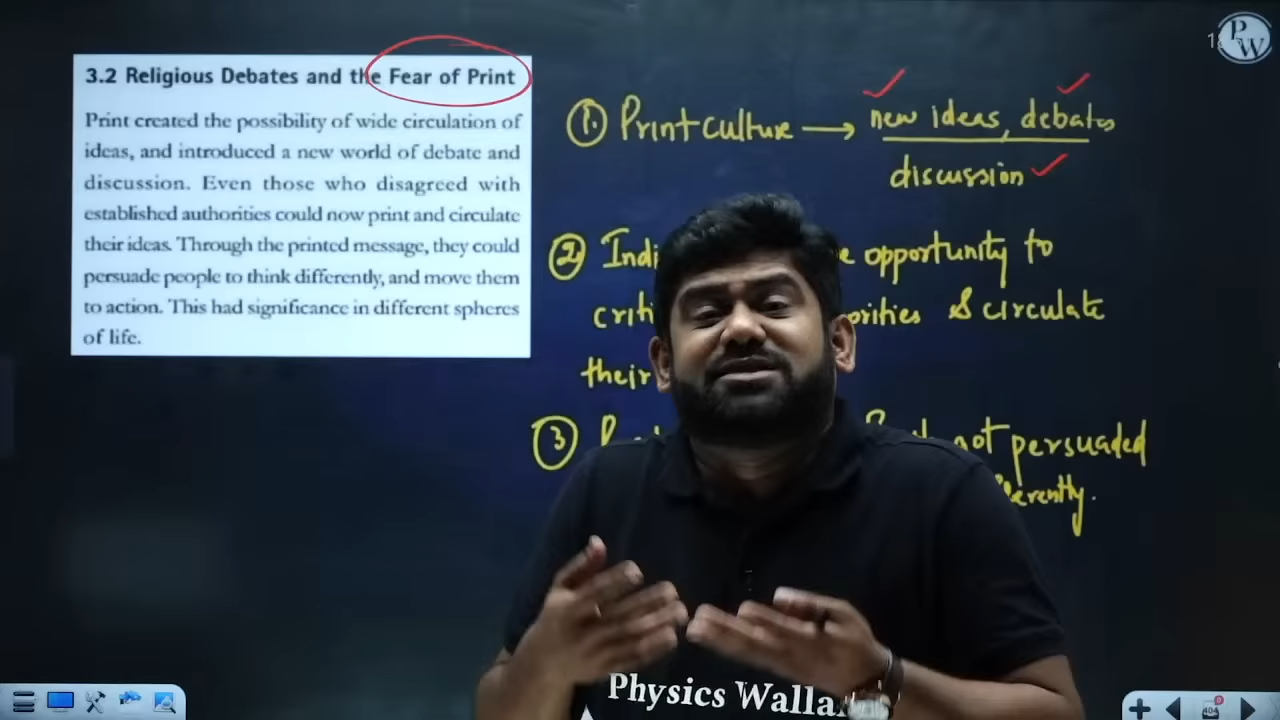 3.2 Religious Debates and the Fear of Print
Print created the possibility of wide circulation of
ideas, and introduced a new world of debate and
discussion. Even those who disagreed with
established authorities could now print and circulate
their ideas. Through the printed message, they could
persuade people to think differently, and move them
to action. This had significance in different spheres
of life.
1. Print culture → new ideas, debates
discussion
2 opportunity to
& circulate
their
3 not persuaded
PW
Physics
404